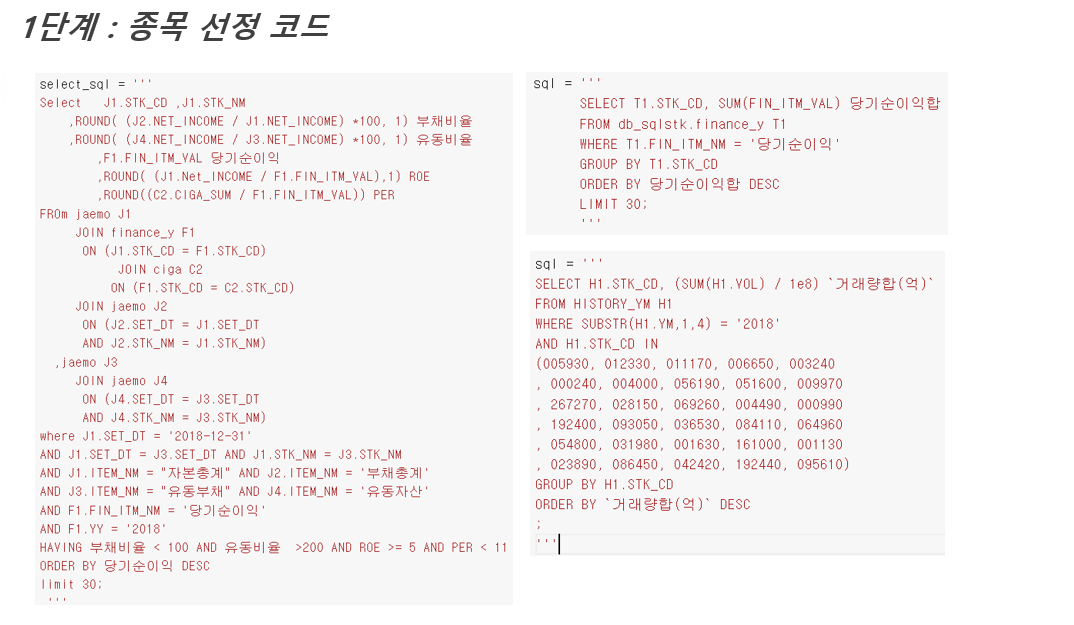 1단계 : 종목 선정 코드
select_sql = '''
Select   J1.STK_CD ,J1.STK_NM
,ROUND( (J2.NET_INCOME / J1.NET_INCOME) *100, 1) 부채비율
,ROUND( (J4.NET_INCOME / J3.NET_INCOME) *100, 1) 유동비율
,F1.FIN_ITM_VAL 당기순이익
,ROUND( (J1.Net_INCOME / F1.FIN_ITM_VAL),1) ROE
,ROUND((C2.CIGA_SUM / F1.FIN_ITM_VAL)) PER
FROm jaemo J1
JOIN finance_y F1
ON (J1.STK_CD = F1.STK_CD)
JOIN ciga C2
ON (F1.STK_CD = C2.STK_CD)
JOIN jaemo J2
ON (J2.SET_DT = J1.SET_DT
AND J2.STK_NM = J1.STK_NM)
,jaemo J3
JOIN jaemo J4
ON (J4.SET_DT = J3.SET_DT
AND J4.STK_NM = J3.STK_NM)
where J1.SET_DT = '2018-12-31'
AND J1.SET_DT = J3.SET_DT AND J1.STK_NM = J3.STK_NM
AND J1.ITEM_NM = "자본총계" AND J2.ITEM_NM = '부채총계'
AND J3.ITEM_NM = "유동부채" AND J4.ITEM_NM = '유동자산'
AND F1.FIN_ITM_NM = '당기순이익'
AND F1.YY = '2018'
HAVING 부채비율 < 100 AND 유동비율  >200 AND ROE >= 5 AND PER < 11
ORDER BY 당기순이익 DESC
limit 30;
'''
sql = '''
SELECT T1.STK_CD, SUM(FIN_ITM_VAL) 당기순이익합
FROM db_sqlstk.finance_y T1
WHERE T1.FIN_ITM_NM = '당기순이익'
GROUP BY T1.STK_CD
ORDER BY 당기순이익합 DESC
LIMIT 30;
'''
sql = '''
SELECT H1.STK_CD, (SUM(H1.VOL) / 1e8) `거래량합(억)`
FROM HISTORY_YM H1
WHERE SUBSTR(H1.YM,1,4) = '2018'
AND H1.STK_CD IN
(005930, 012330, 011170, 006650, 003240
, 000240, 004000, 056190, 051600, 009970
, 267270, 028150, 069260, 004490, 000990
, 192400, 093050, 036530, 084110, 064960
, 054800, 031980, 001630, 161000, 001130
, 023890, 086450, 042420, 192440, 095610)
GROUP BY H1.STK_CD
ORDER BY `거래량합(억)` DESC
;
'''